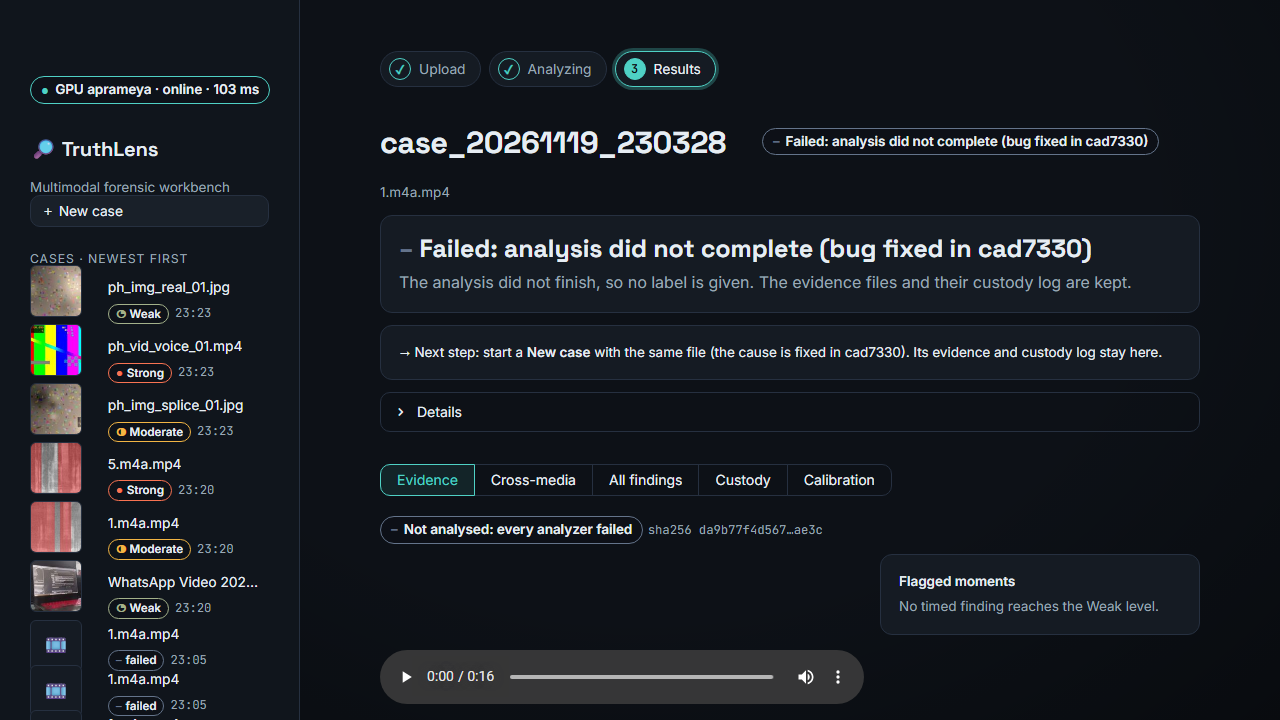 GPU aprameya · online · 103 ms
TruthLens
Multimodal forensic workbench
+ New case
CASES · NEWEST FIRST
ph_img_real_01.jpg
Weak 23:23
ph_vid_voice_01.mp4
Strong 23:23
ph_img_splice_01.jpg
Moderate 23:23
5.m4a.mp4
Strong 23:20
1.m4a.mp4
Moderate 23:20
WhatsApp Video 202…
Weak 23:20
1.m4a.mp4
– failed 23:05
1.m4a.mp4
– failed 23:05
✓ Upload ✓ Analyzing 3 Results
case_20261119_230328 – Failed: analysis did not complete (bug fixed in cad7330)
1.m4a.mp4
– Failed: analysis did not complete (bug fixed in cad7330)
The analysis did not finish, so no label is given. The evidence files and their custody log are kept.
→ Next step: start a New case with the same file (the cause is fixed in cad7330). Its evidence and custody log stay here.
Details
Evidence Cross-media All findings Custody Calibration
– Not analysed: every analyzer failed sha256 da9b77f4d567…ae3c
Flagged moments
No timed finding reaches the Weak level.
0:00 / 0:16